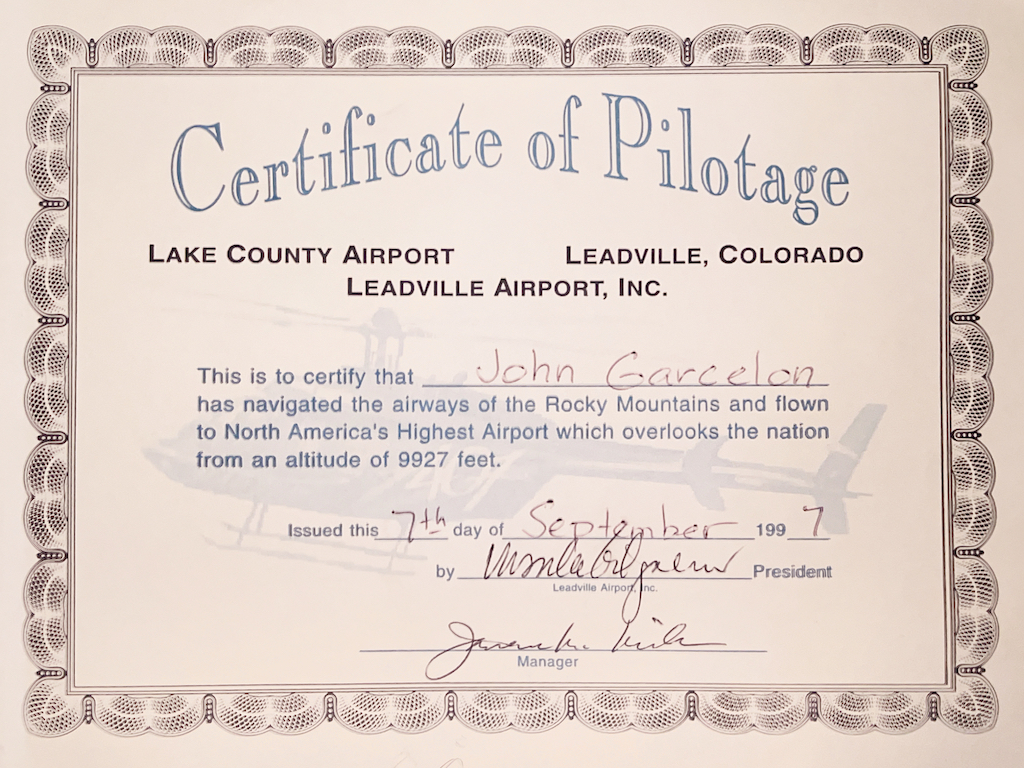 Certificate of Pilotage
LAKE COUNTY AIRPORT LEADVILLE, COLORADO
LEADVILLE AIRPORT, INC.
This is to certify that John Garcelon
has navigated the airways of the Rocky Mountains and flown
to North America's Highest Airport which overlooks the nation
from an altitude of 9927 feet.
Issued this 7th day of September 1997
by President
Leadville Airport, Inc.
Manager